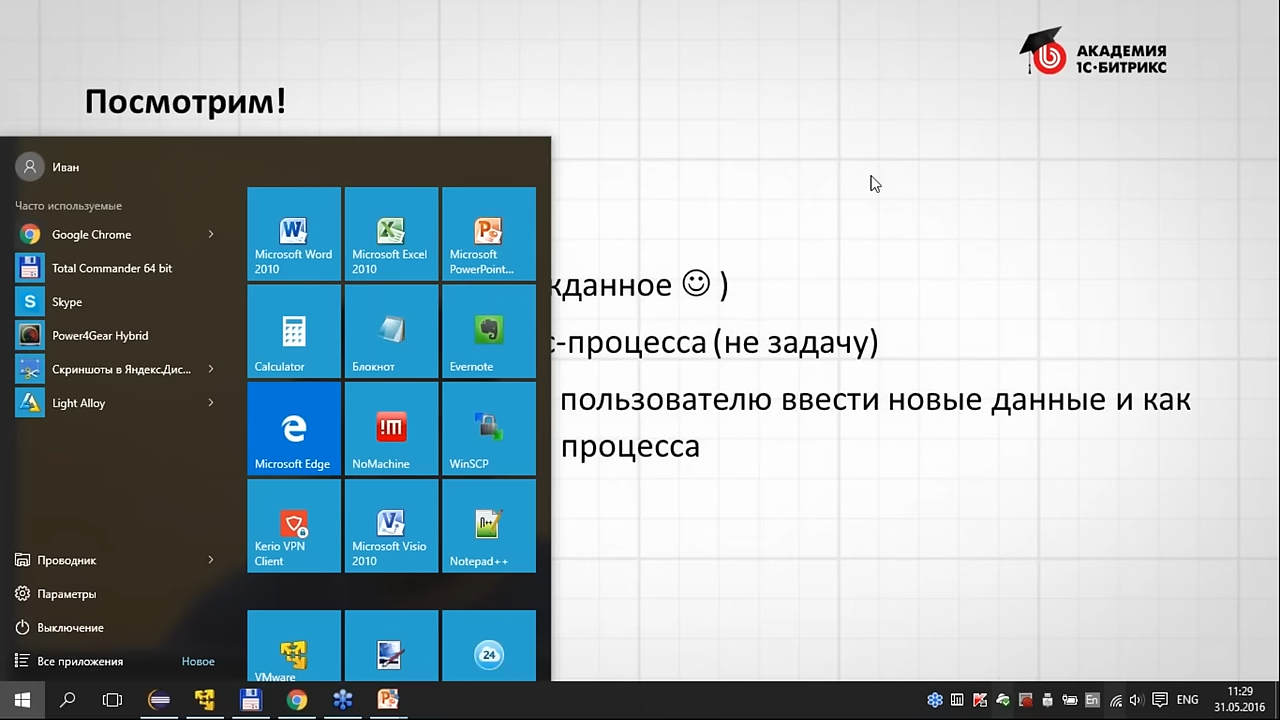 АКАДЕМИЯ
1С·БИТРИКС
Посмотрим!
Иван
Часто используемые
Google Chrome
Total Commander 64 bit
Skype
Power4Gear Hybrid
Скриншоты в Яндекс.Дис...
Light Alloy
Проводник
Параметры
Выключение
Все приложения Новое
Microsoft Word
2010
Microsoft Excel
2010
Microsoft
PowerPoint...
Calculator
Блокнот
Evernote
Microsoft Edge
NoMachine
WinSCP
Kerio VPN
Client
Microsoft Visio
2010
Notepad++
VMware
24
жданное ☺ )
с-процесса (не задачу)
пользователю ввести новые данные и как
процесса
En
ENG
11:29
31.05.2016